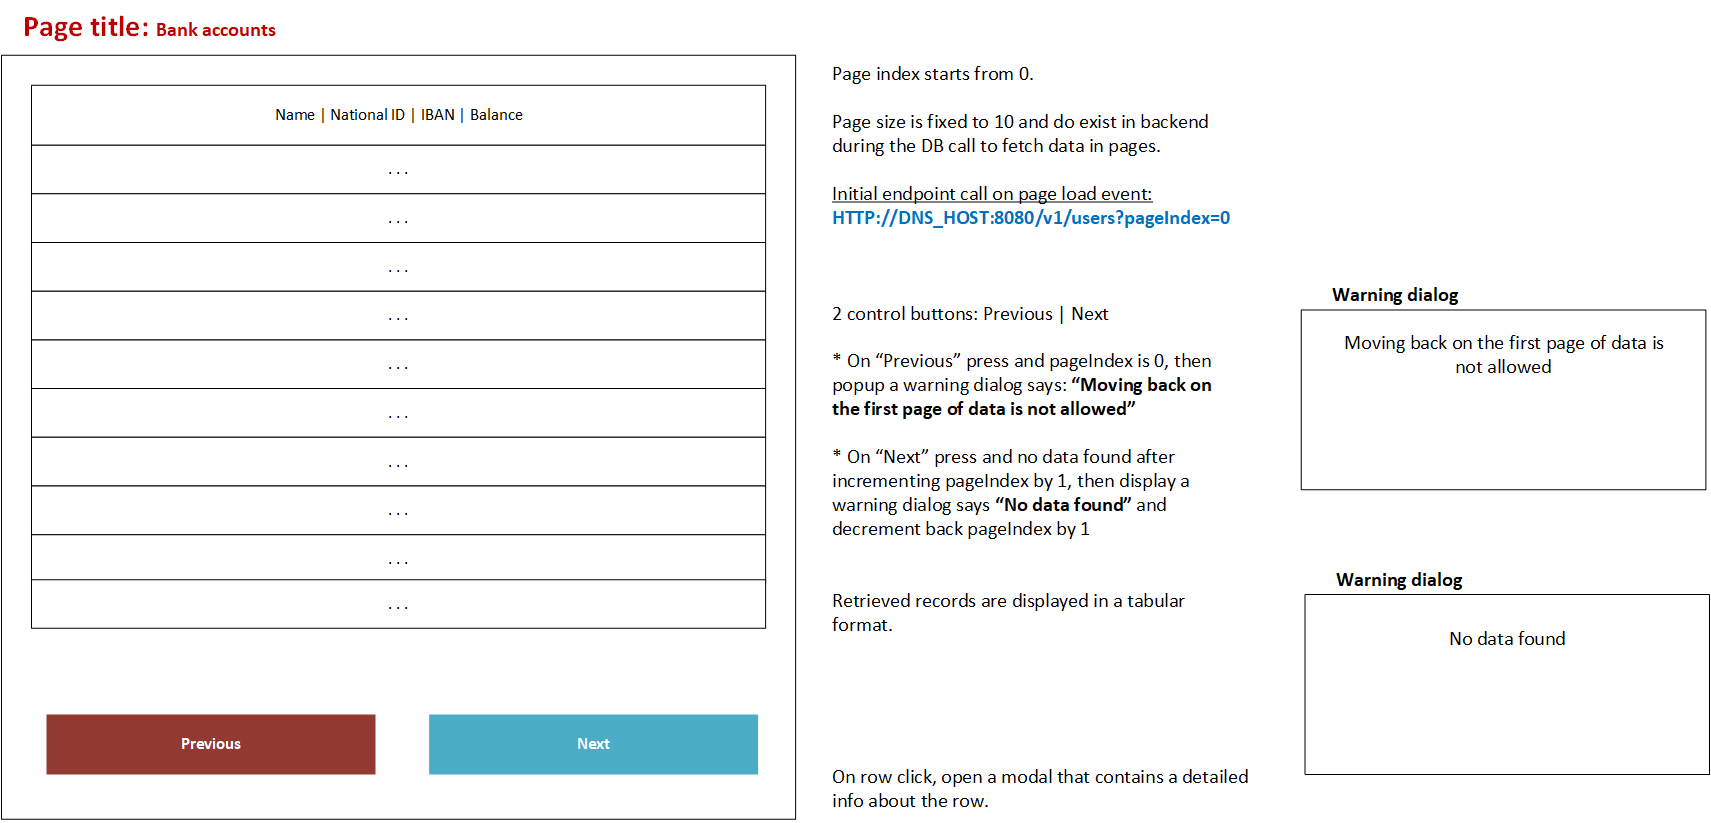 Page title: Bank accounts
Name | National ID | IBAN | Balance
...
...
...
...
...
...
...
...
...
...
Previous
Next
Page index starts from 0.
Page size is fixed to 10 and do exist in backend
during the DB call to fetch data in pages.
Initial endpoint call on page load event:
HTTP://DNS_HOST:8080/v1/users?pageIndex=0
2 control buttons: Previous | Next
* On “Previous” press and pageIndex is 0, then
popup a warning dialog says: “Moving back on
the first page of data is not allowed”
* On “Next” press and no data found after
incrementing pageIndex by 1, then display a
warning dialog says “No data found” and
decrement back pageIndex by 1
Retrieved records are displayed in a tabular
format.
On row click, open a modal that contains a detailed
info about the row.
Warning dialog
Moving back on the first page of data is
not allowed
Warning dialog
No data found